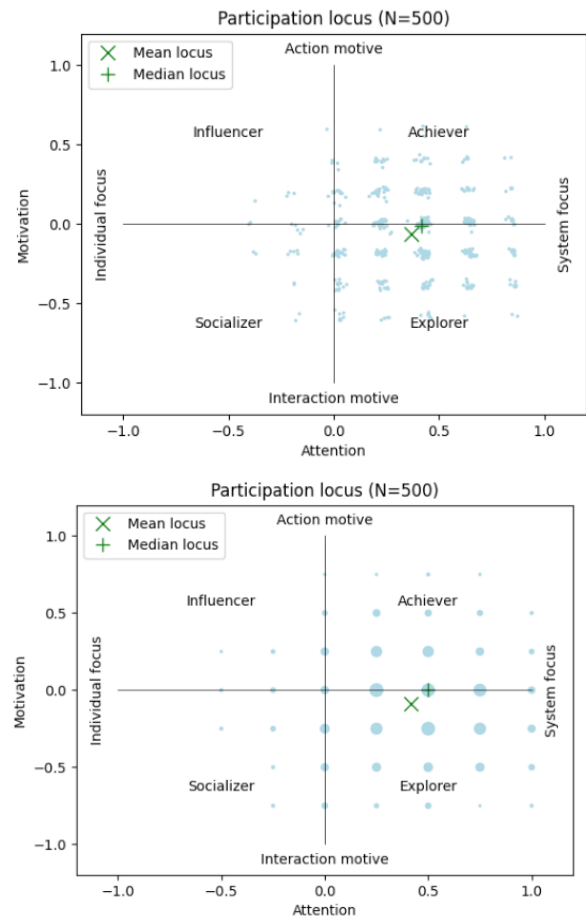 Participation locus (N=500)
Mean locus
Median locus
Action motive
1.0
Influencer
Achiever
0.5
Motivation
Individual focus
0.0
System focus
−0.5
Socializer
Explorer
−1.0
Interaction motive
−1.0
−0.5
0.0
0.5
1.0
Attention
Participation locus (N=500)
Mean locus
Median locus
Action motive
1.0
Influencer
Achiever
0.5
Motivation
Individual focus
0.0
System focus
−0.5
Socializer
Explorer
−1.0
Interaction motive
−1.0
−0.5
0.0
0.5
1.0
Attention